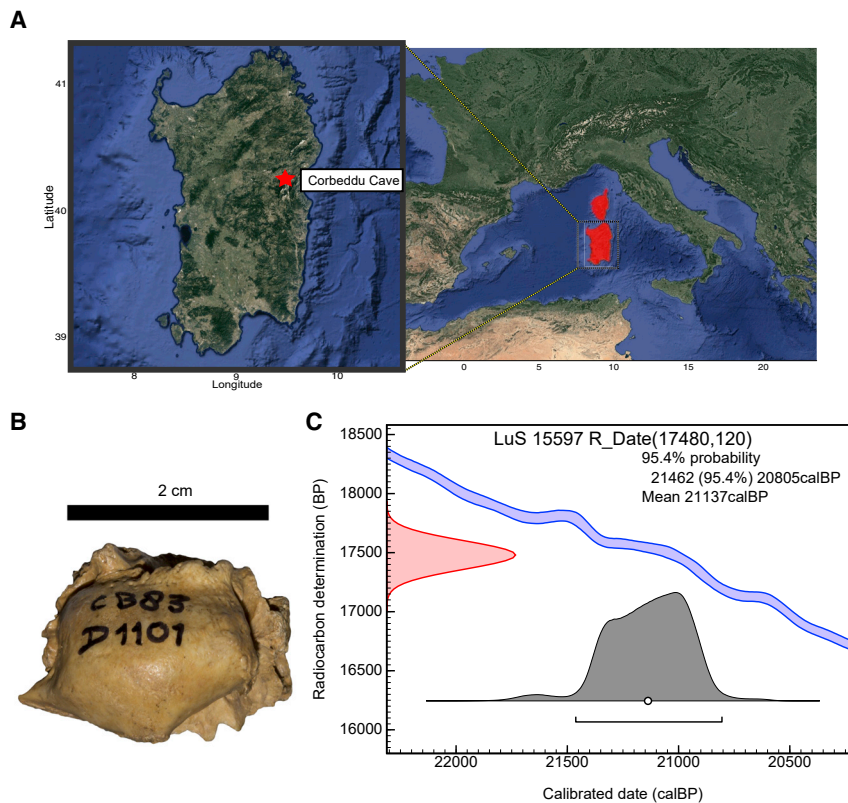 A
41
40
39
Latitude
Corbeddu Cave
8
9
10
Longitude
0
5
10
15
20
B
2 cm
CB83
D1101
C
LuS 15597 R_Date(17480,120)
95.4% probability
21462 (95.4%) 20805calBP
Mean 21137calBP
Radiocarbon determination (BP)
18500
18000
17500
17000
16500
16000
22000
21500
21000
20500
Calibrated date (calBP)